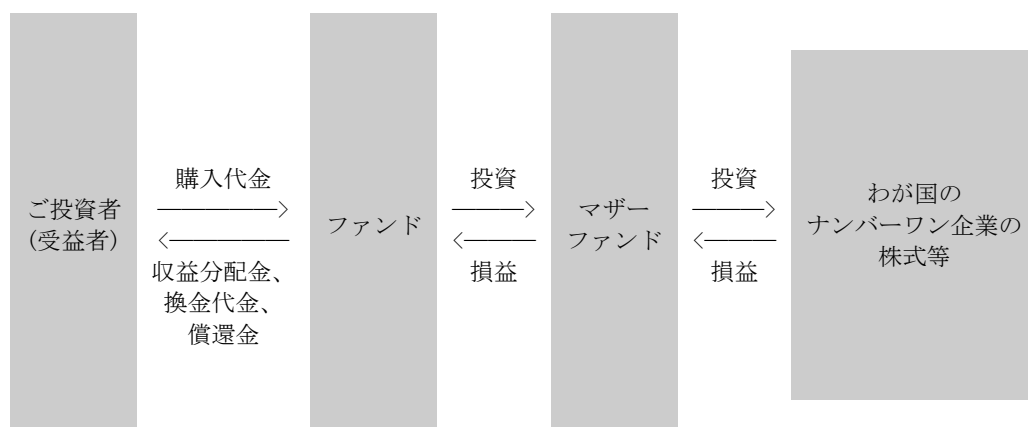 ご投資者
(受益者)
購入代金
収益分配金、
換金代金、
償還金
ファンド
投資
損益
マザー
ファンド
投資
損益
わが国の
ナンバーワン企業の
株式等